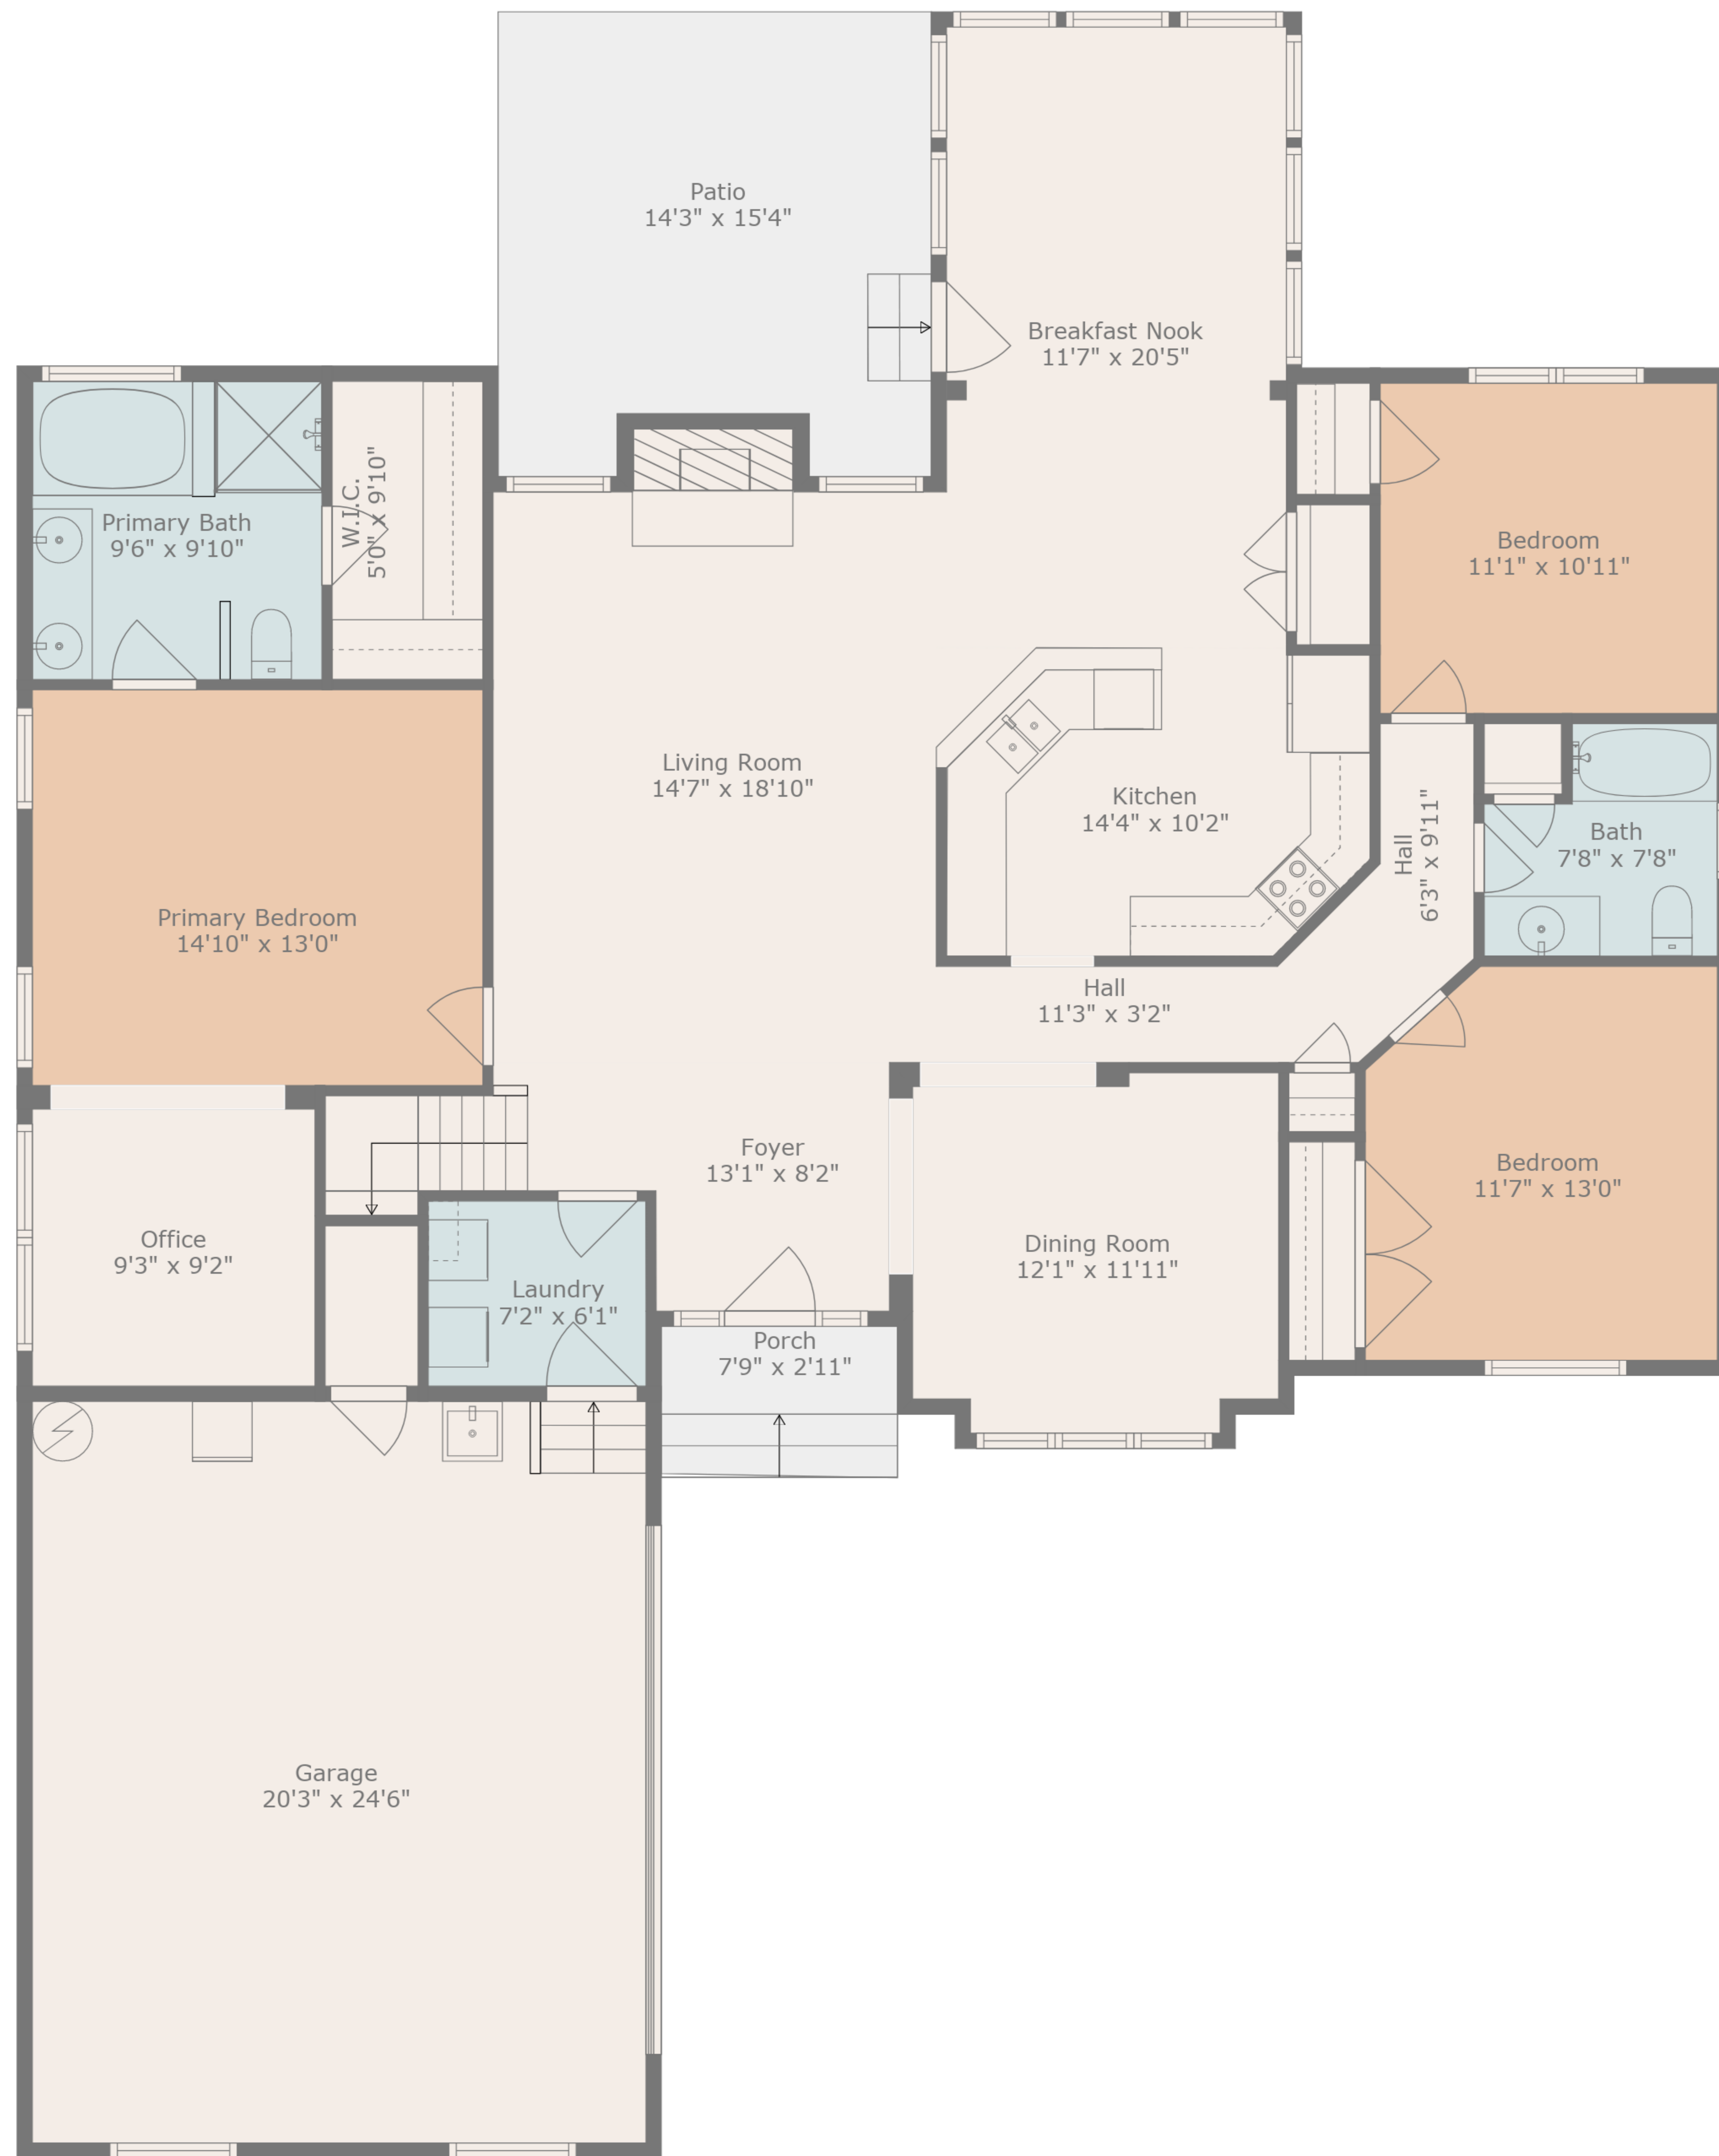 Patio
14'3" x 15'4"
Breakfast Nook
11'7" x 20'5"
Primary Bath
9'6" x 9'10"
W.I.C.
5'0" x 9'10"
Bedroom
11'1" x 10'11"
Living Room
14'7" x 18'10"
Kitchen
14'4" x 10'2"
Hall
6'3" x 9'11"
Bath
7'8" x 7'8"
Primary Bedroom
14'10" x 13'0"
Hall
11'3" x 3'2"
Foyer
13'1" x 8'2"
Bedroom
11'7" x 13'0"
Office
9'3" x 9'2"
Dining Room
12'1" x 11'11"
Laundry
7'2" x 6'1"
Porch
7'9" x 2'11"
Garage
20'3" x 24'6"